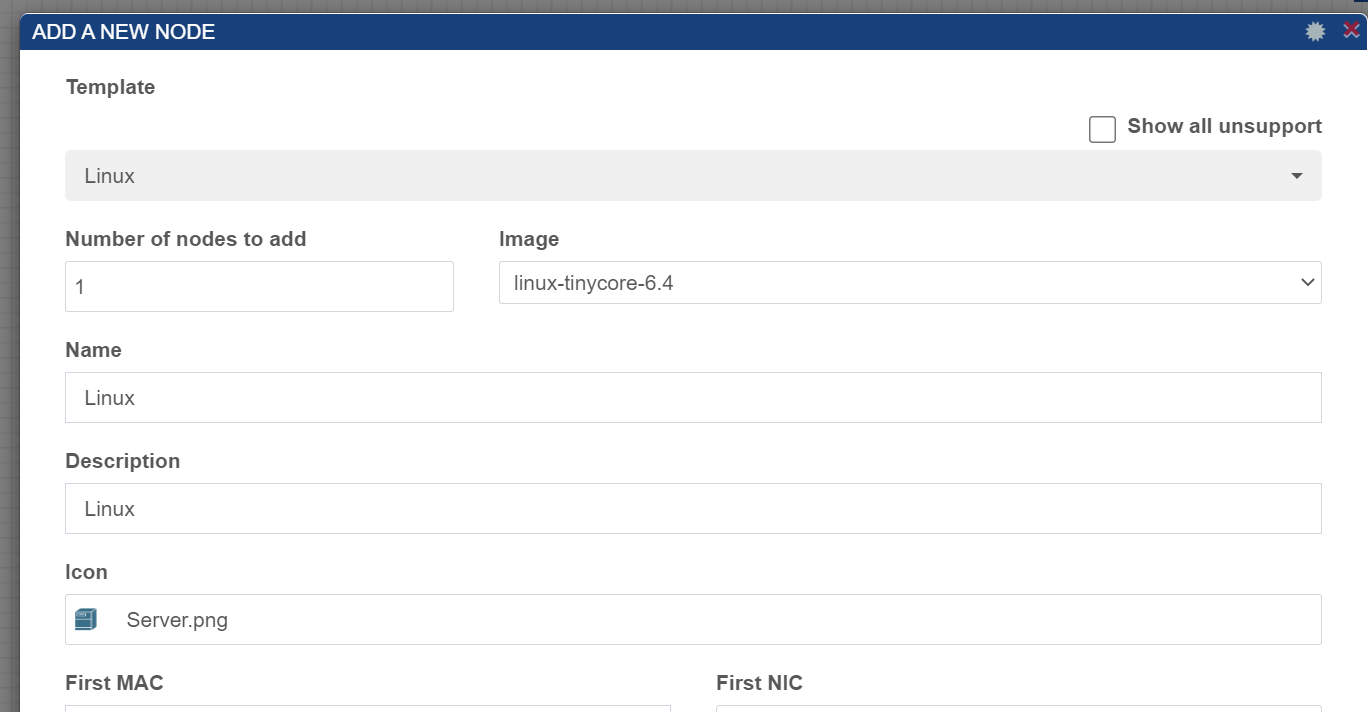 ADD A NEW NODE
Template
Show all unsupport
Linux
Number of nodes to add
Image
1
linux-tinycore-6.4
Name
Linux
Description
Linux
Icon
Server.png
First MAC
First NIC